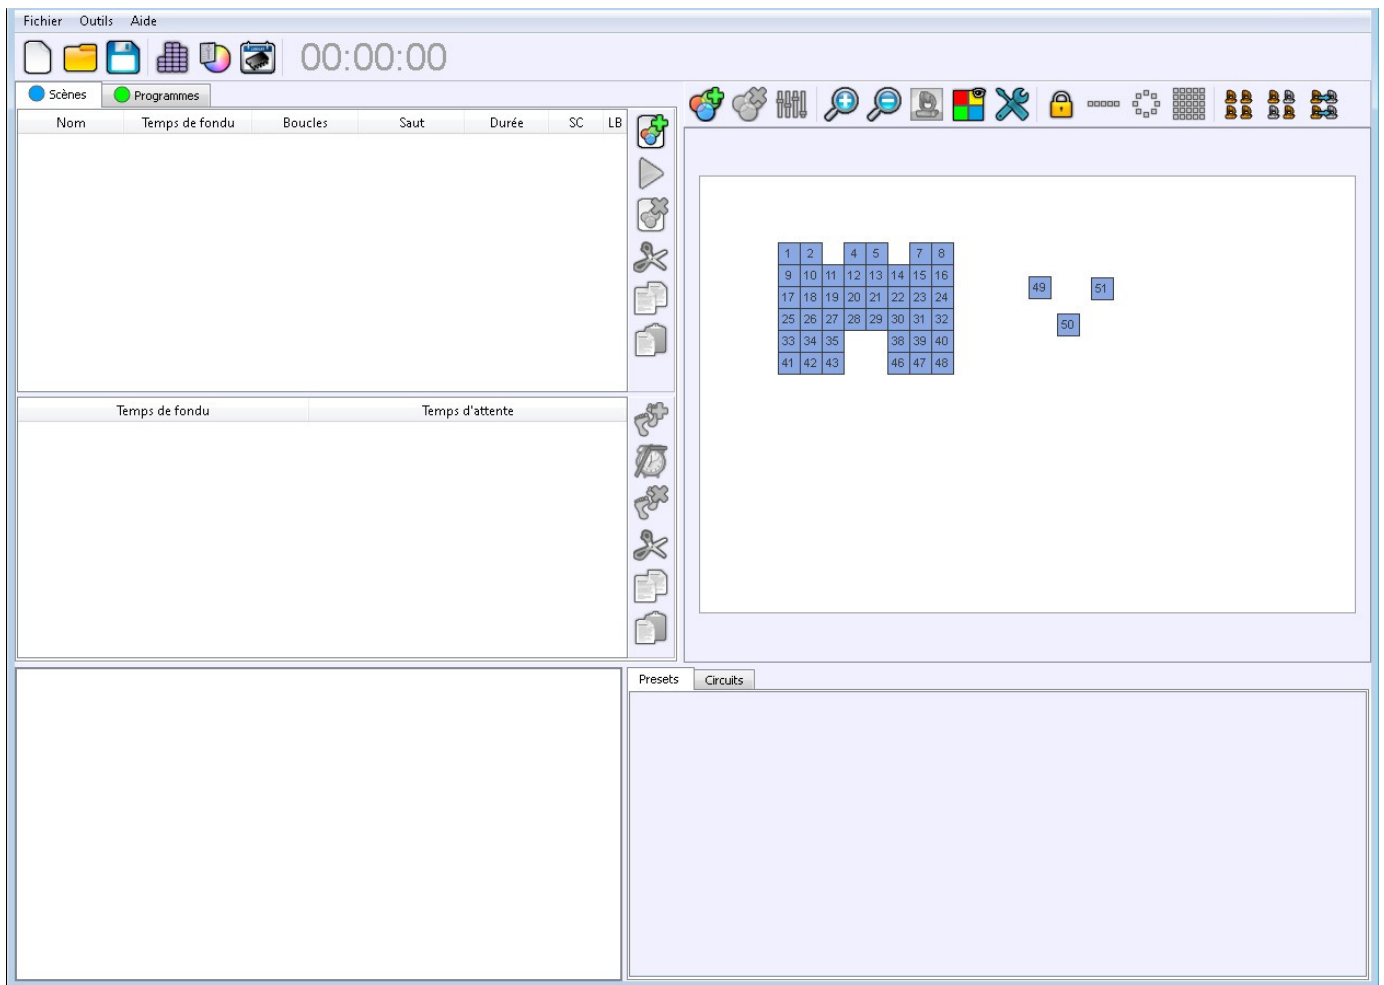 Fichier Outils Aide
00:00:00
Scènes Programmes
Nom Temps de fondu Boucles Saut Durée SC LB
Temps de fondu Temps d'attente
1 2 4 5 7 8
9 10 11 12 13 14 15 16
17 18 19 20 21 22 23 24
25 26 27 28 29 30 31 32
33 34 35 38 39 40
41 42 43 46 47 48
49 51
50
Presets Circuits